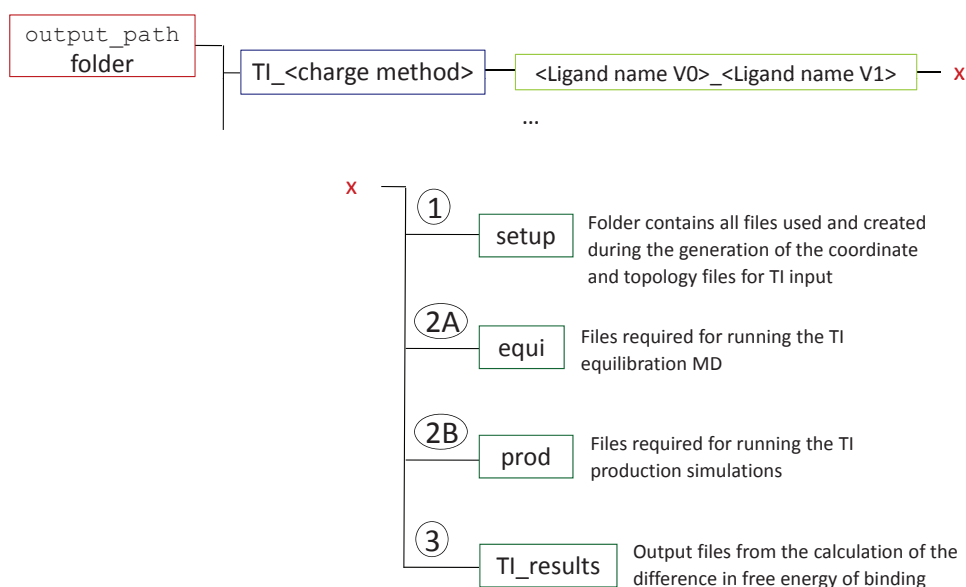 output_path
folder
TI_<charge method>
<Ligand name V0>_<Ligand name V1>
x
...
x
1
setup
Folder contains all files used and created
during the generation of the coordinate
and topology files for TI input
2A
equi
Files required for running the TI
equilibration MD
2B
prod
Files required for running the TI
production simulations
3
TI_results
Output files from the calculation of the
difference in free energy of binding